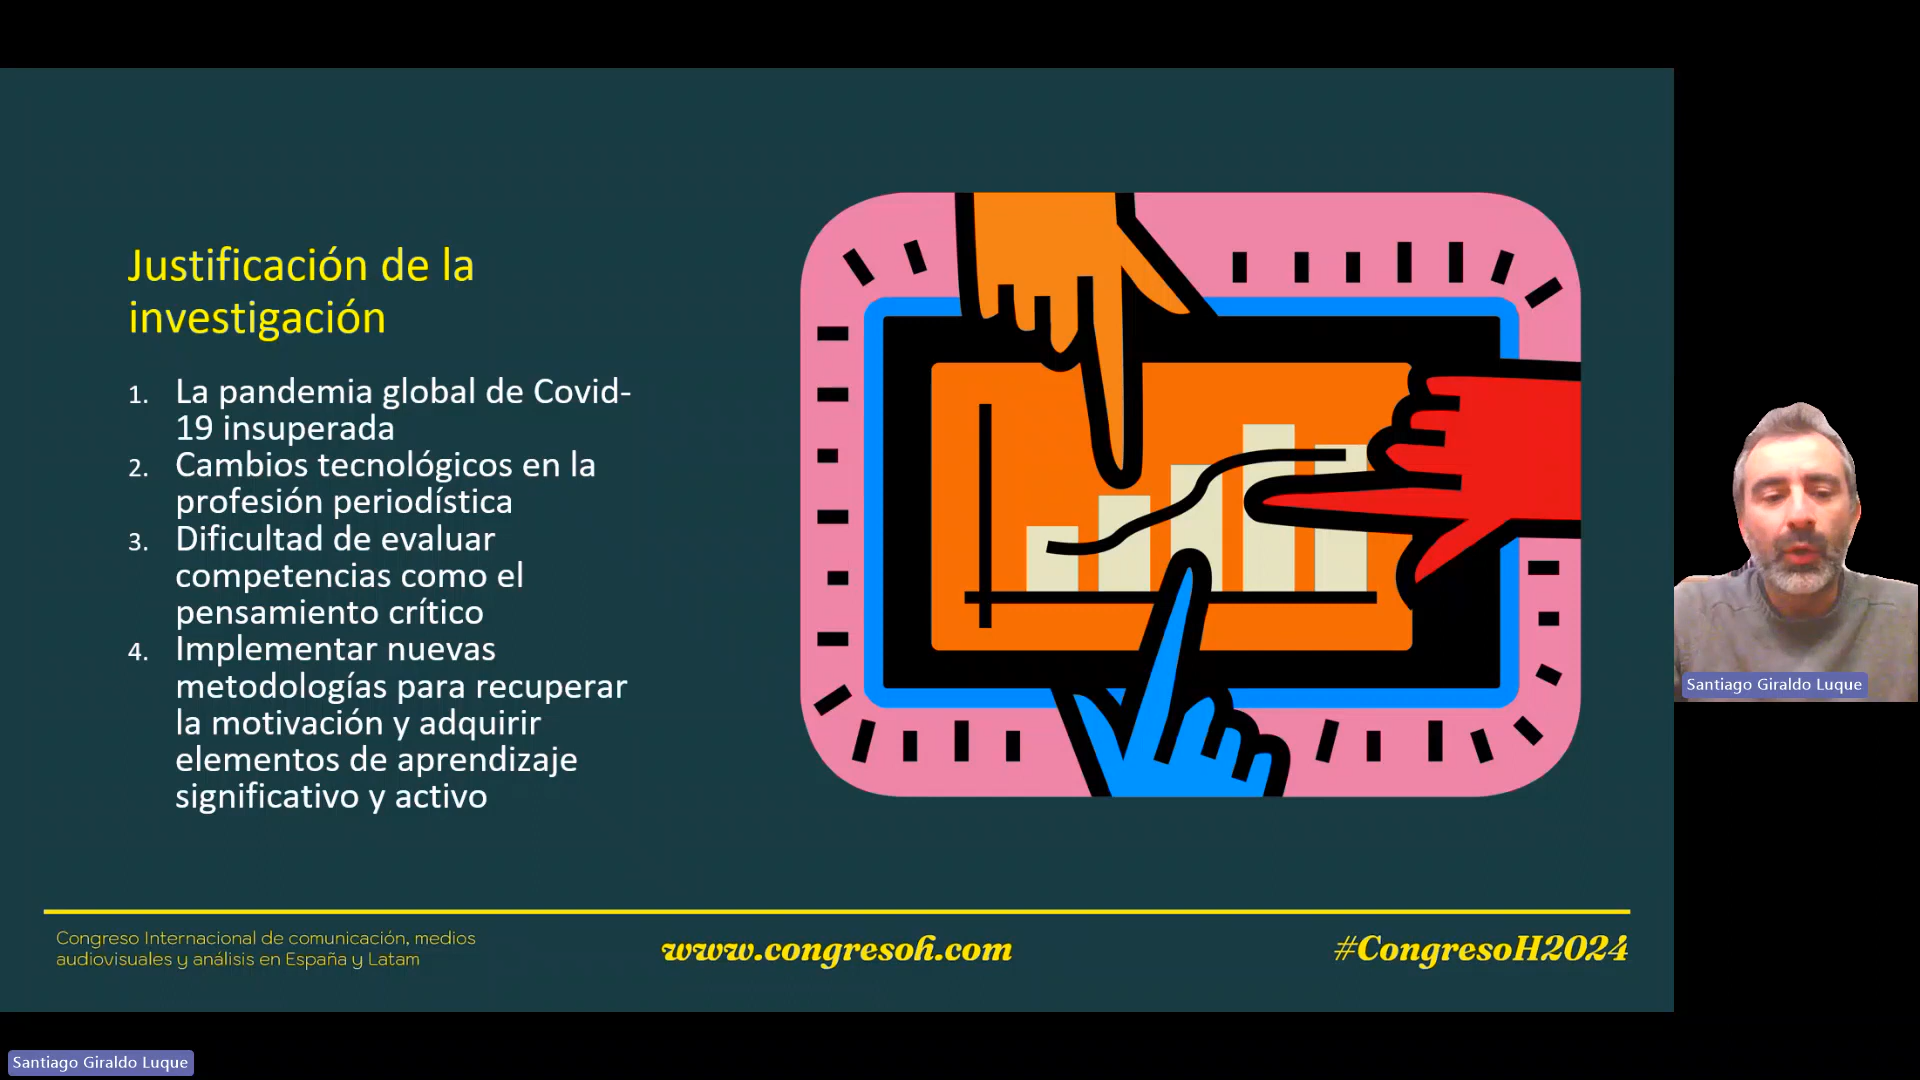 Justificación de la
investigación
1. La pandemia global de Covid-
19 insuperada
2. Cambios tecnológicos en la
profesión periodística
3. Dificultad de evaluar
competencias como el
pensamiento crítico
4. Implementar nuevas
metodologías para recuperar
la motivación y adquirir
elementos de aprendizaje
significativo y activo
Congreso Internacional de comunicación, medios
audiovisuales y análisis en España y Latam
www.congresoh.com
#CongresoH2024
Santiago Giraldo Luque
Santiago Giraldo Luque